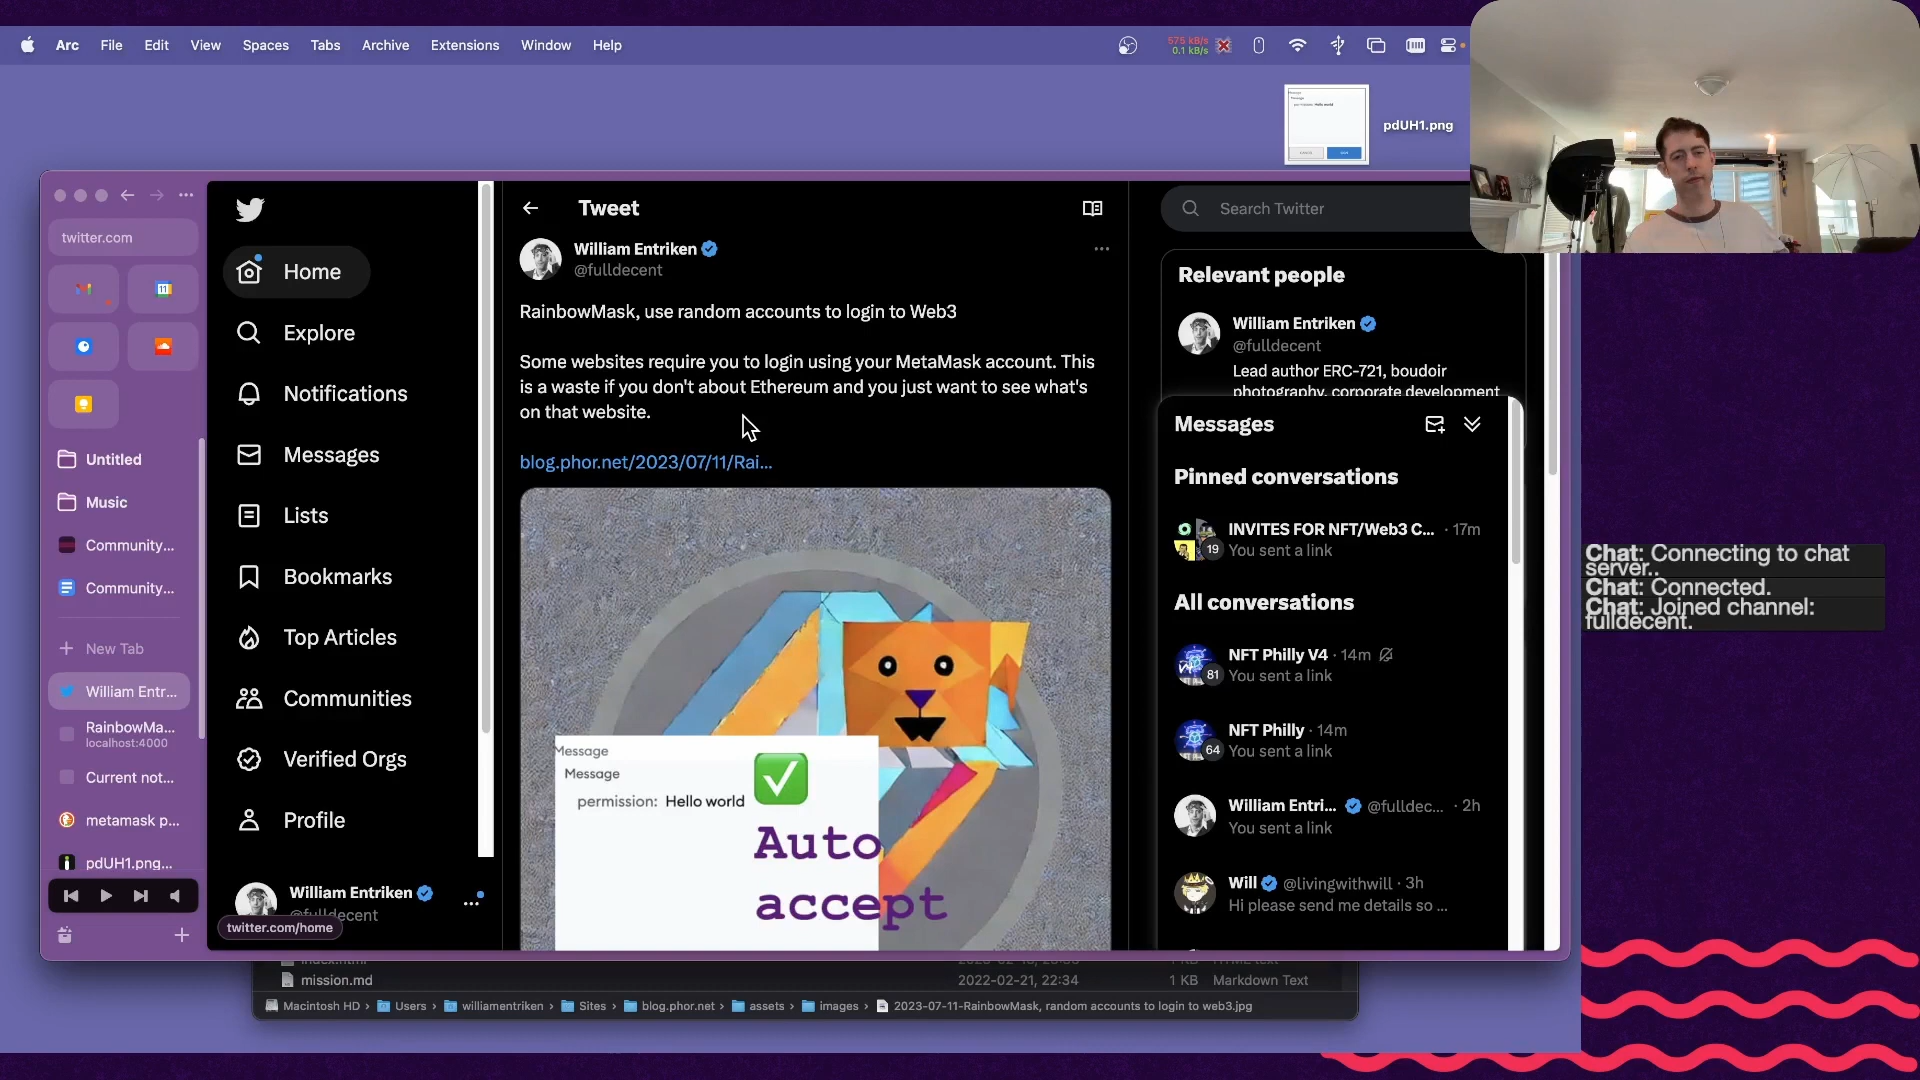 Arc File Edit View Spaces Tabs Archive Extensions Window Help
575 kB/s
0.1 kB/s
pdUH1.png
twitter.com
Untitled
Music
Community...
Community...
New Tab
William Entr...
RainbowMa...
localhost:4000
Current not...
metamask p...
pdUH1.png...
Home
Explore
Notifications
Messages
Lists
Bookmarks
Top Articles
Communities
Verified Orgs
Profile
William Entriken
@fulldecent
twitter.com/home
Tweet
William Entriken
@fulldecent
RainbowMask, use random accounts to login to Web3
Some websites require you to login using your MetaMask account. This
is a waste if you don't about Ethereum and you just want to see what's
on that website.
blog.phor.net/2023/07/11/Rai...
Message
Message
permission: Hello world
Auto
accept
Search Twitter
Relevant people
William Entriken
@fulldecent
Lead author ERC-721, boudoir
photography, corporate development
Messages
Pinned conversations
INVITES FOR NFT/Web3 C... · 17m
19
You sent a link
All conversations
NFT Philly V4 · 14m
81
You sent a link
NFT Philly · 14m
64
You sent a link
William Entri... @fulldec... · 2h
You sent a link
Will @livingwithwill · 3h
Hi please send me details so ...
Chat: Connecting to chat
server..
Chat: Connected.
Chat: Joined channel:
fulldecent.
mission.md 2022-02-21, 22:34 1 KB Markdown Text
Macintosh HD › Users › williamentriken › Sites › blog.phor.net › assets › images › 2023-07-11-RainbowMask, random accounts to login to web3.jpg